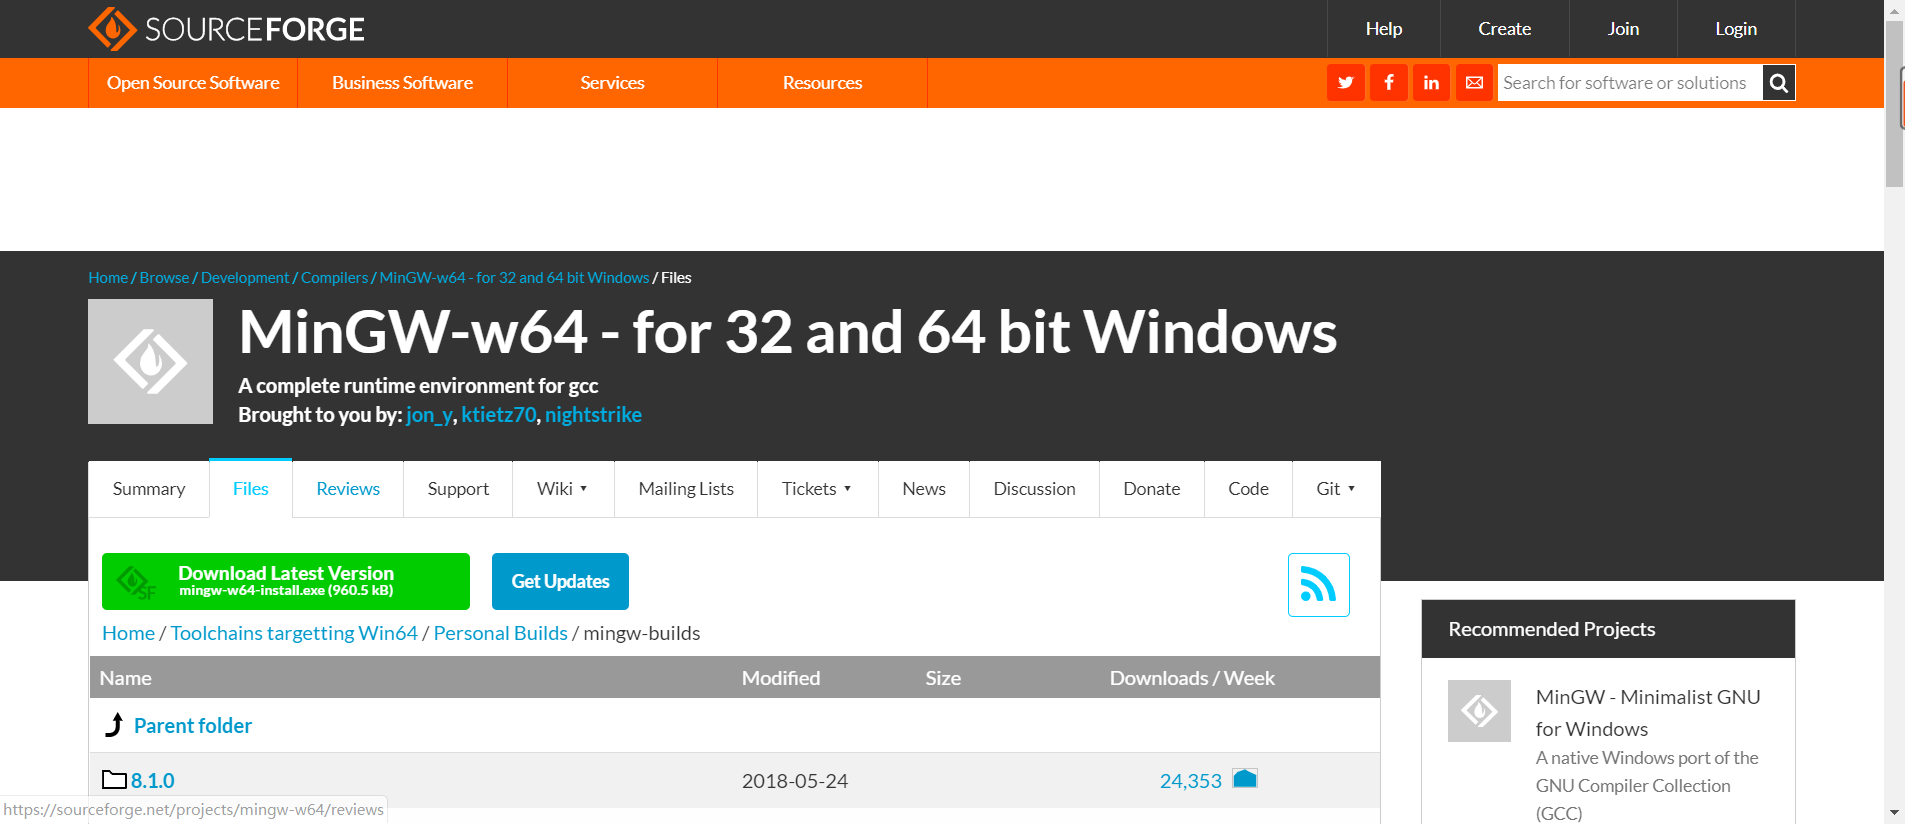 SOURCEFORGE
Help Create Join Login
Open Source Software Business Software Services Resources
Search for software or solutions
Home / Browse / Development / Compilers / MinGW-w64 - for 32 and 64 bit Windows / Files
MinGW-w64 - for 32 and 64 bit Windows
A complete runtime environment for gcc
Brought to you by: jon_y, ktietz70, nightstrike
Summary Files Reviews Support Wiki Mailing Lists Tickets News Discussion Donate Code Git
Download Latest Version
mingw-w64-install.exe (960.5 kB)
SF
Get Updates
Home / Toolchains targetting Win64 / Personal Builds / mingw-builds
Name Modified Size Downloads / Week
Parent folder
8.1.0 2018-05-24 24,353
Recommended Projects
MinGW - Minimalist GNU
for Windows
A native Windows port of the
GNU Compiler Collection
(GCC)
https://sourceforge.net/projects/mingw-w64/reviews